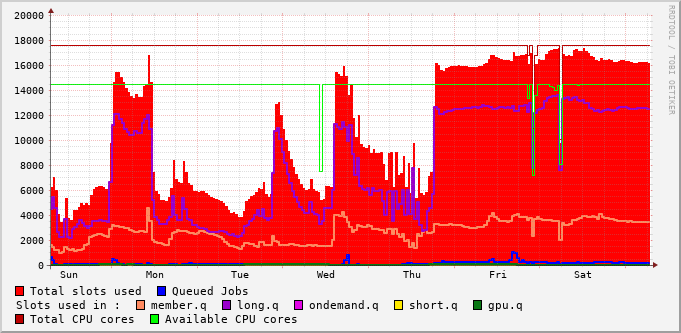 20000
18000
16000
14000
12000
10000
8000
6000
4000
2000
0
RRDTOOL / TOBI OETIKER
Sun Mon Tue Wed Thu Fri Sat
Total slots used Queued Jobs
Slots used in : member.q long.q ondemand.q short.q gpu.q
Total CPU cores Available CPU cores